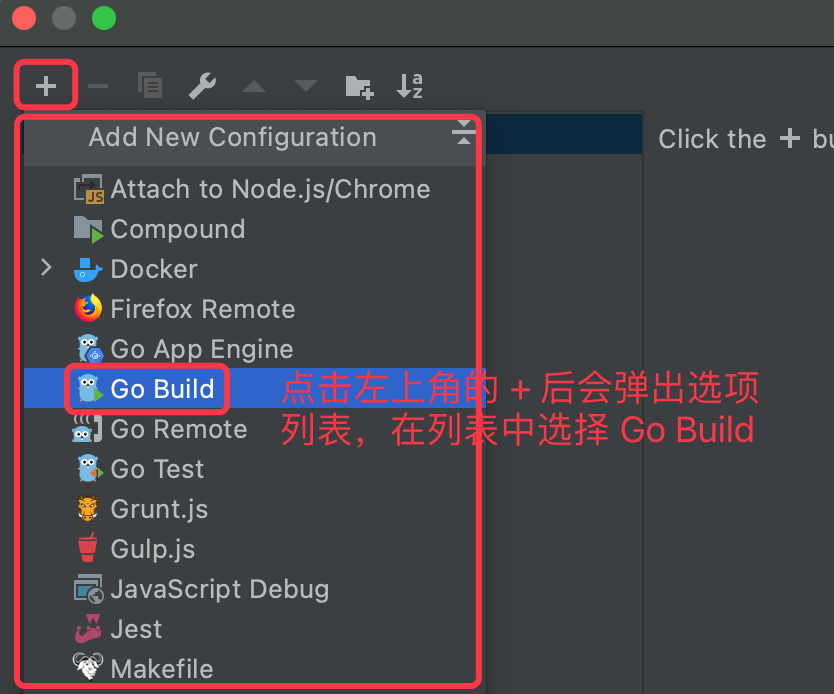 Add New Configuration
Click the + bu
Attach to Node.js/Chrome
Compound
Docker
Firefox Remote
Go App Engine
Go Build
点击左上角的 + 后会弹出选项
列表，在列表中选择 Go Build
Go Remote
Go Test
Grunt.js
Gulp.js
JavaScript Debug
Jest
Makefile